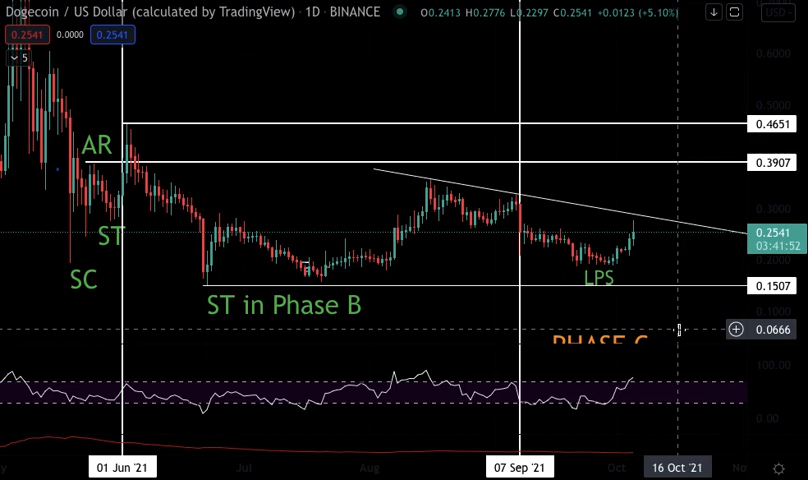 Dogecoin / US Dollar (calculated by TradingView) · 1D · BINANCE O0.2413 H0.2776 L0.2297 C0.2541 +0.0123 (+5.10%) USD
0.2541 0.0000 0.2541
5
0.6000
0.5000
0.4651
AR
0.3907
0.3000
ST
0.2541
03:41:52
0.2000
SC
LPS
0.1507
ST in Phase B
0.1000
0.0666
PHASE C
100.00
0.00
01 Jun '21 Jul Aug 07 Sep '21 Oct 16 Oct '21